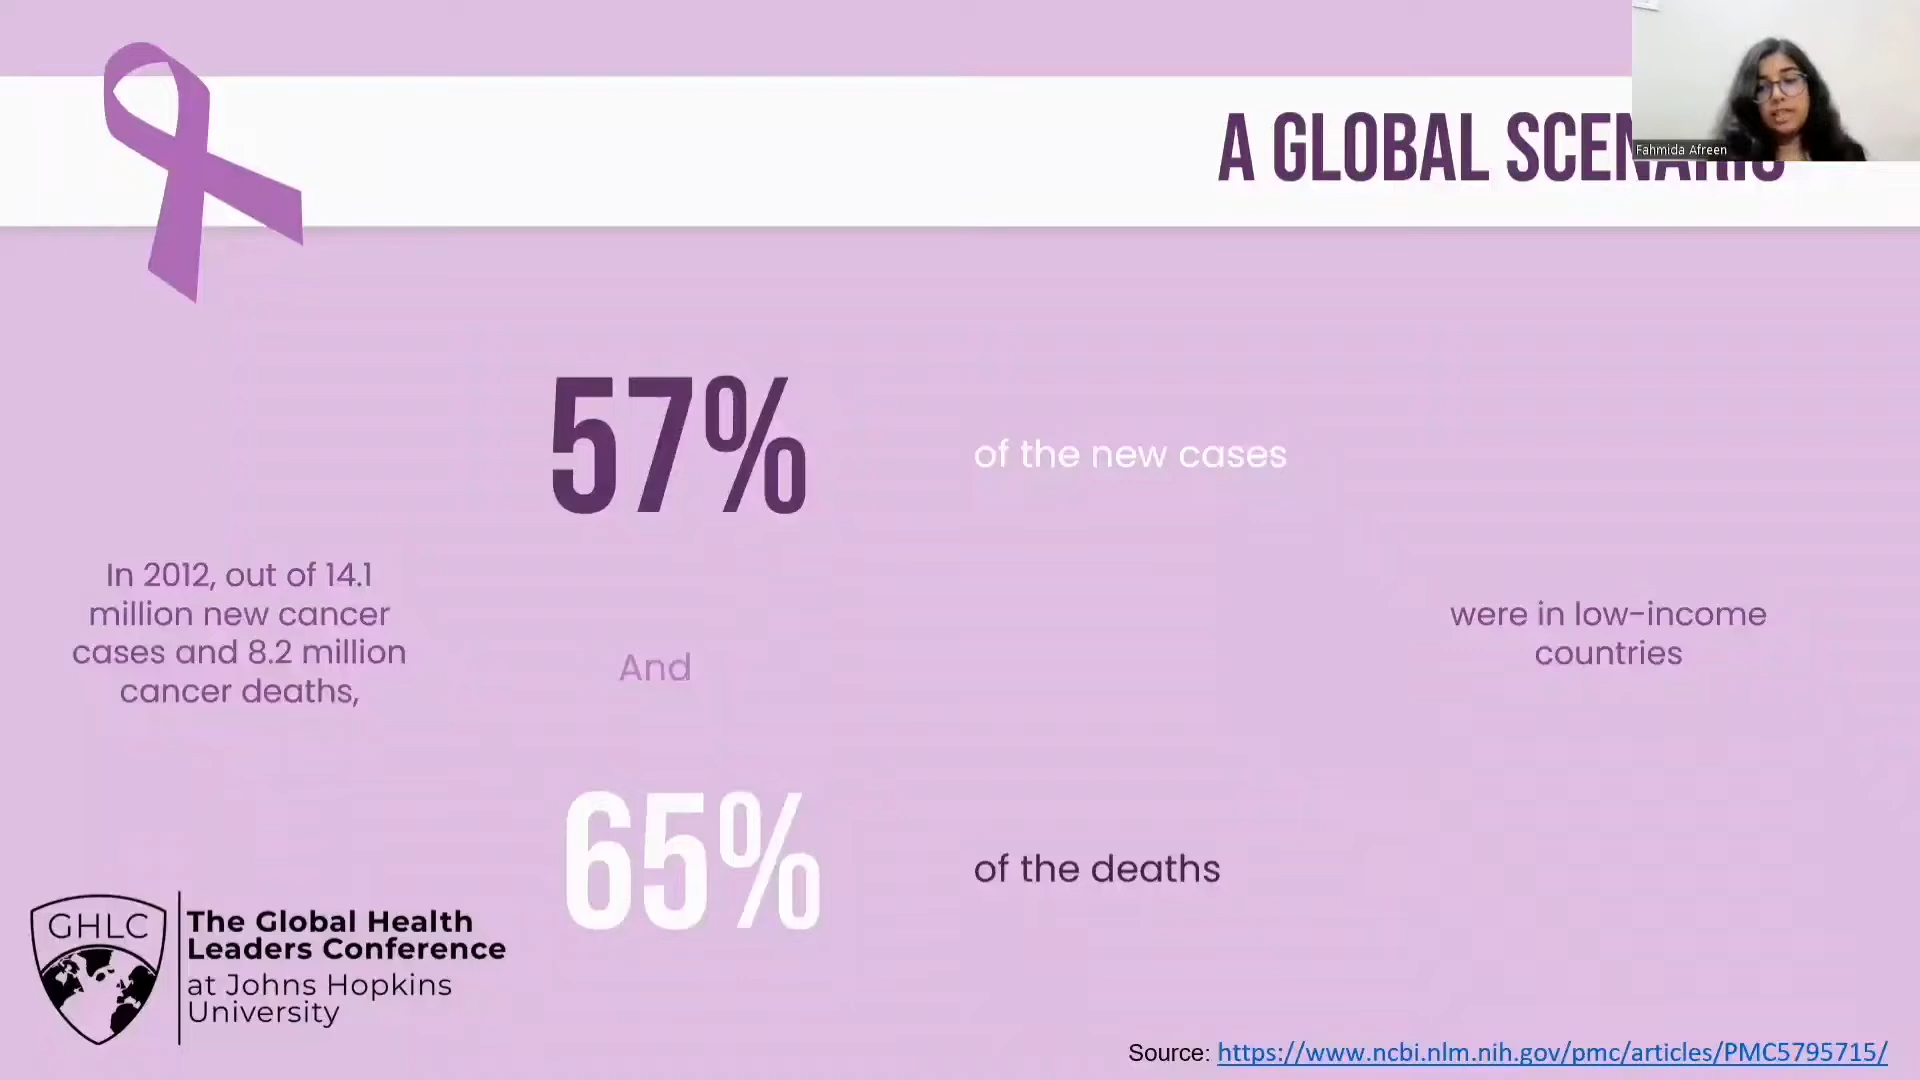 A GLOBAL SCENARIO
Fahmida Afreen
57%
of the new cases
In 2012, out of 14.1
million new cancer
cases and 8.2 million
cancer deaths,
And
were in low-income
countries
65%
of the deaths
GHLC
The Global Health
Leaders Conference
at Johns Hopkins
University
Source: https://www.ncbi.nlm.nih.gov/pmc/articles/PMC5795715/